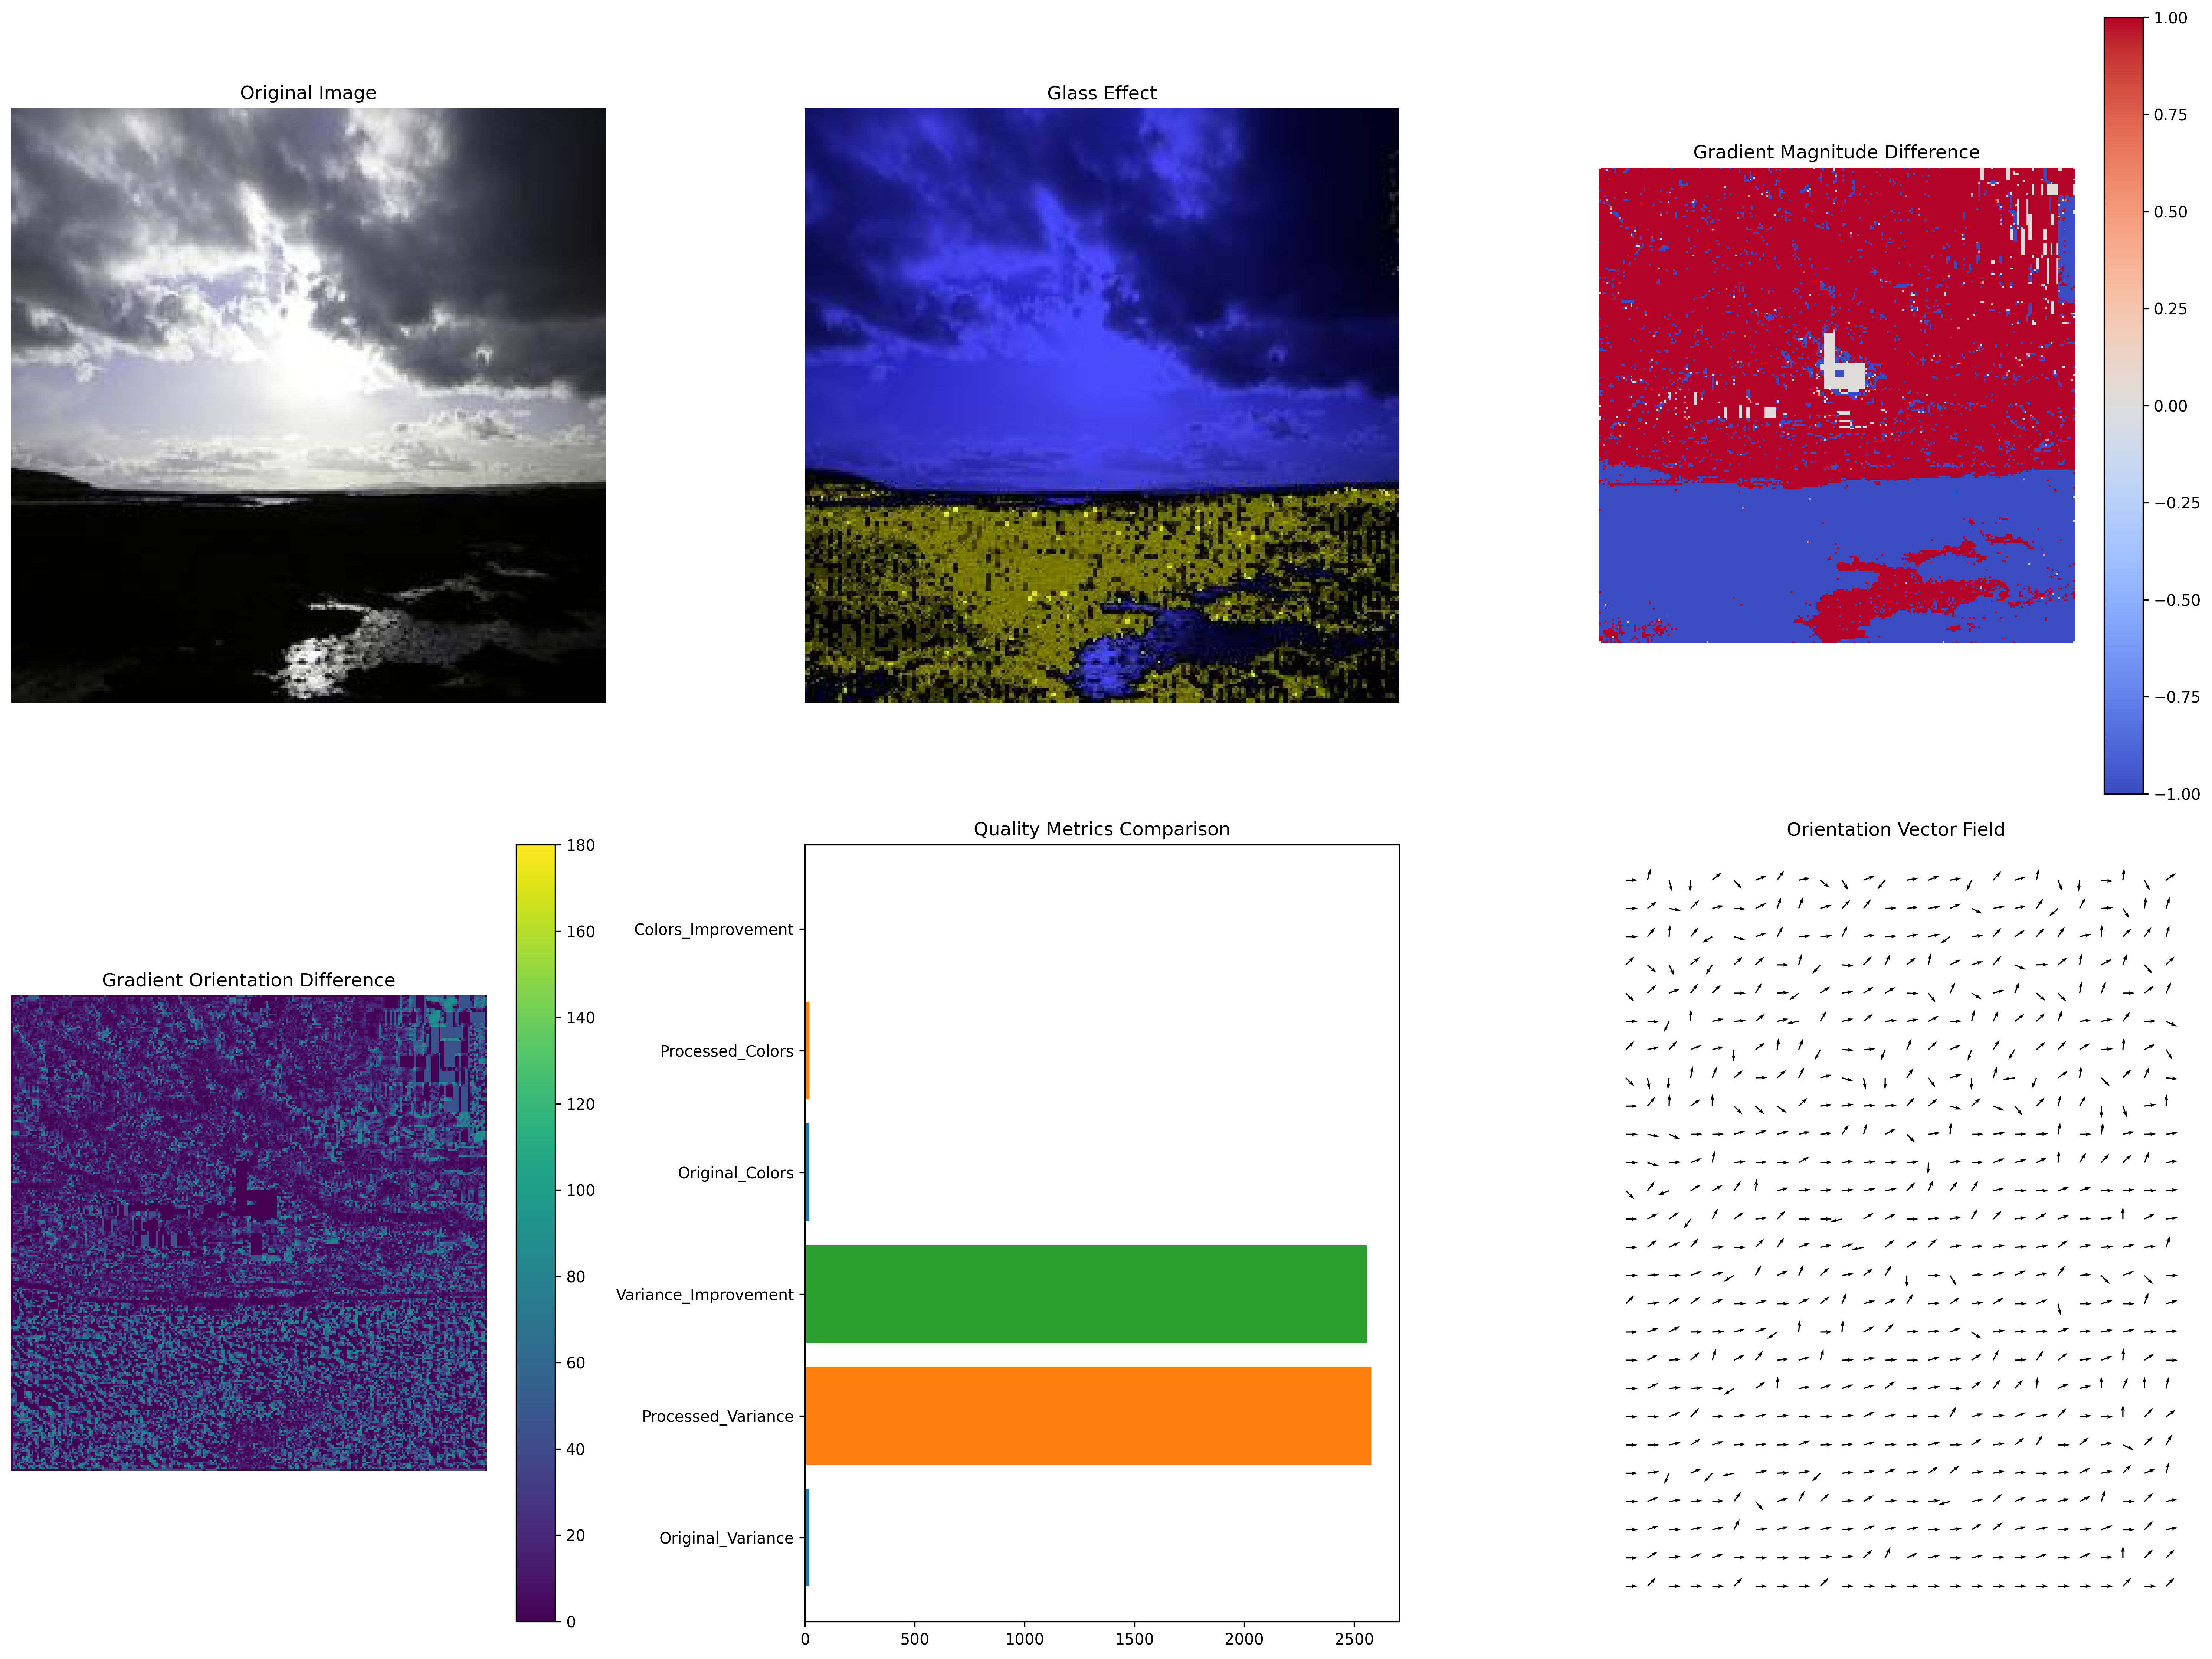 Original Image
Glass Effect
Gradient Magnitude Difference
1.00
0.75
0.50
0.25
0.00
−0.25
−0.50
−0.75
−1.00
Gradient Orientation Difference
180
160
140
120
100
80
60
40
20
0
Quality Metrics Comparison
Colors_Improvement
Processed_Colors
Original_Colors
Variance_Improvement
Processed_Variance
Original_Variance
0 500 1000 1500 2000 2500
Orientation Vector Field